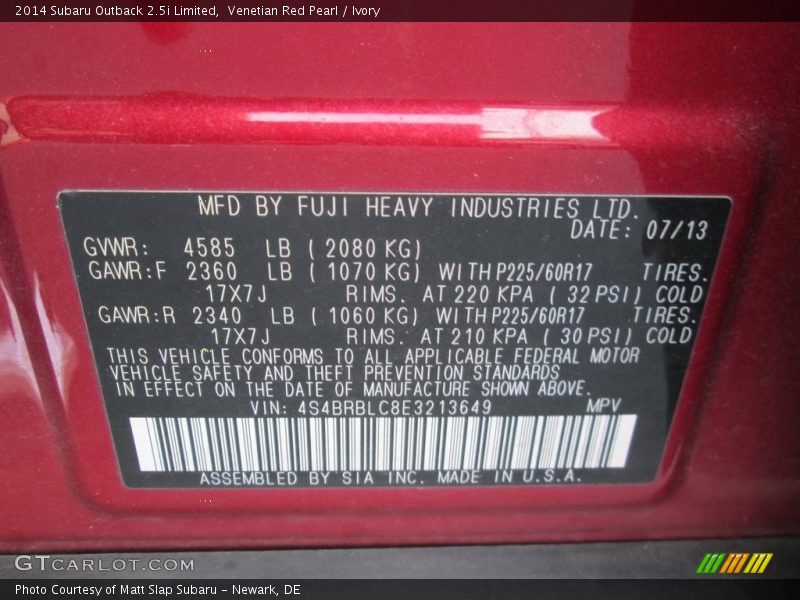 2014 Subaru Outback 2.5i Limited,  Venetian Red Pearl / Ivory
MFD BY FUJI HEAVY INDUSTRIES LTD.
DATE: 07/13
GVWR: 4585 LB (2080 KG)
GAWR:F 2360 LB (1070 KG) WITH P225/60R17 TIRES.
17X7J RIMS. AT 220 KPA (32 PSI) COLD
GAWR:R 2340 LB (1060 KG) WITH P225/60R17 TIRES.
17X7J RIMS. AT 210 KPA (30 PSI) COLD
THIS VEHICLE CONFORMS TO ALL APPLICABLE FEDERAL MOTOR
VEHICLE SAFETY AND THEFT PREVENTION STANDARDS
IN EFFECT ON THE DATE OF MANUFACTURE SHOWN ABOVE.
VIN: 4S4BRBLC8E3213649 MPV
ASSEMBLED BY SIA INC. MADE IN U.S.A.
GTCARLOT.COM
Photo Courtesy of Matt Slap Subaru - Newark, DE